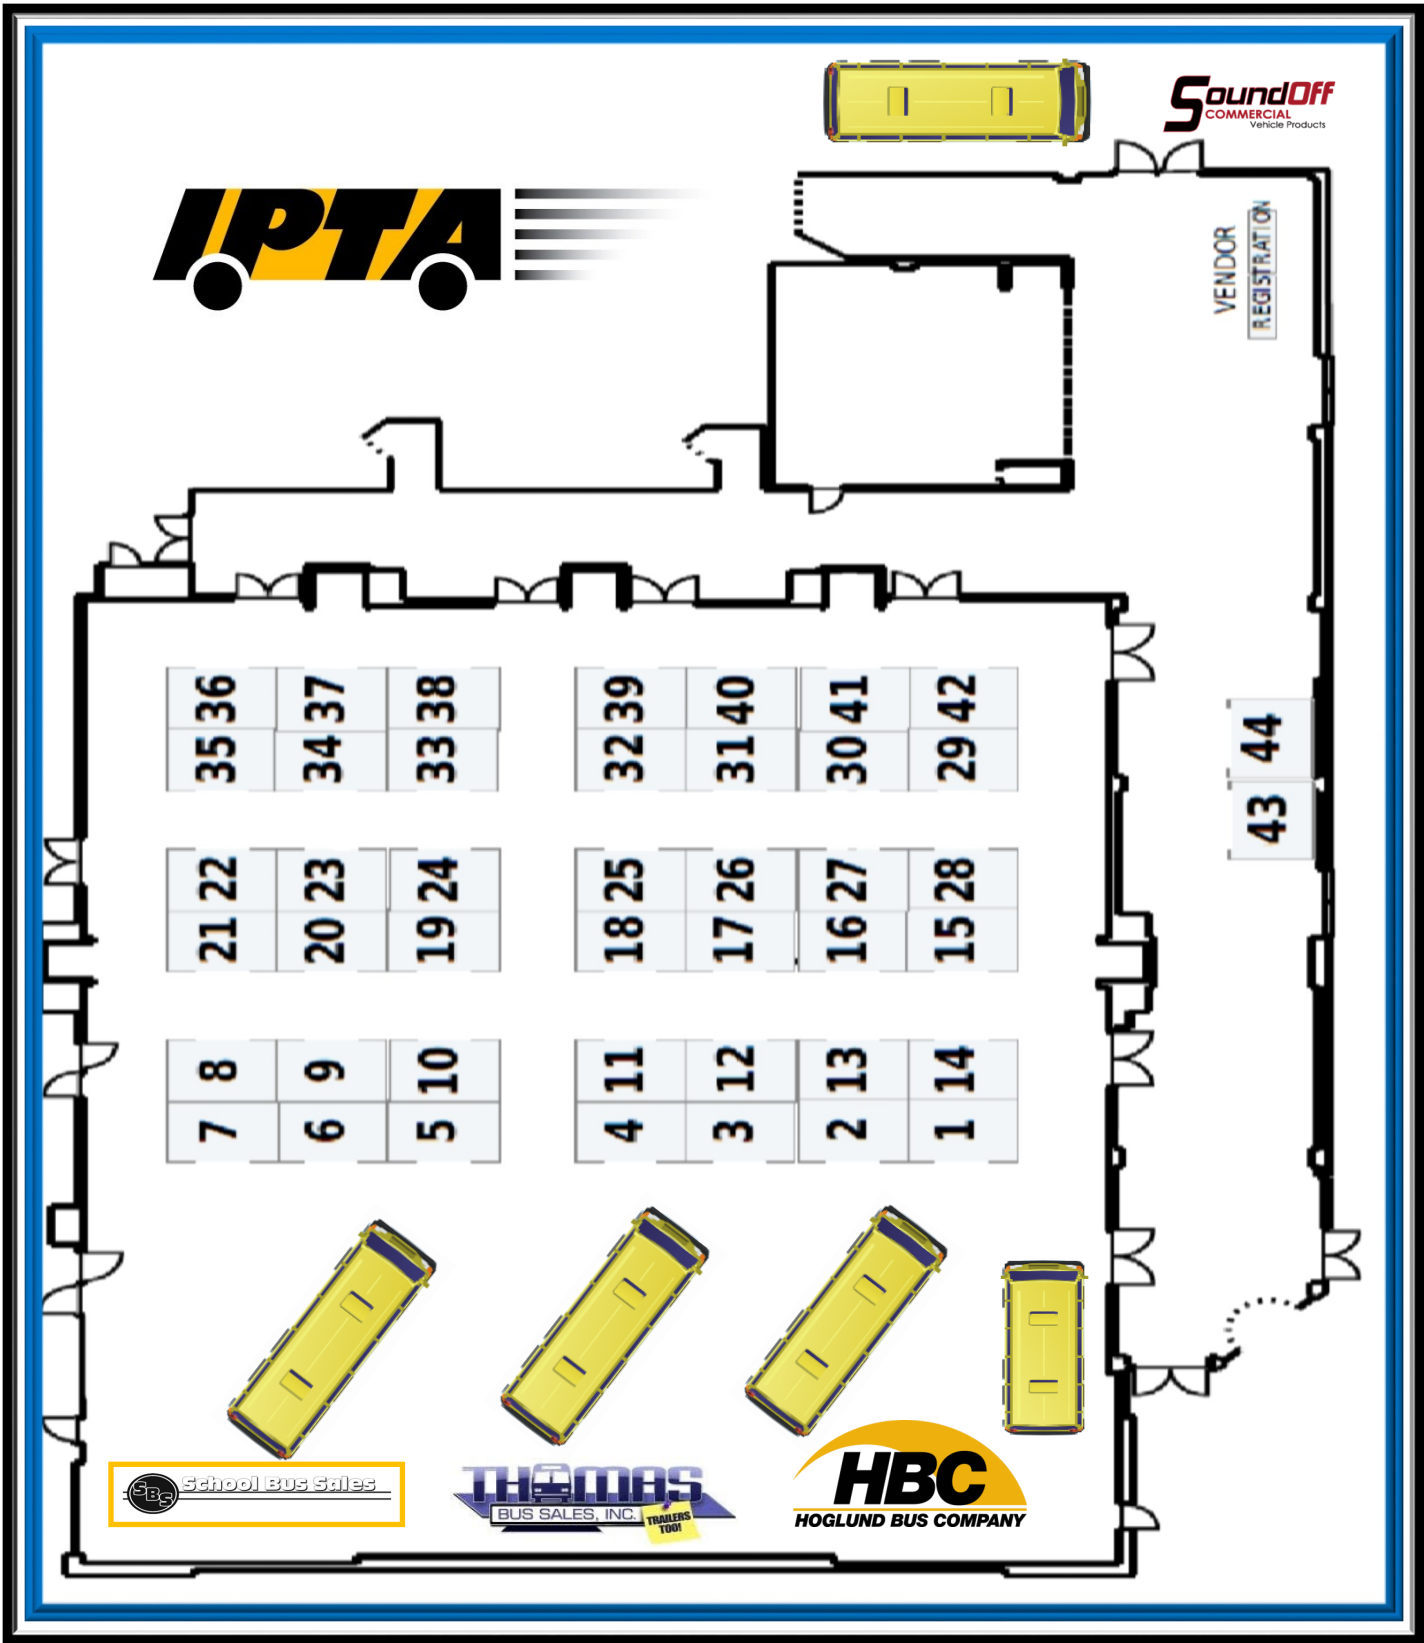 SoundOff
COMMERCIAL
Vehicle Products
IPTA
VENDOR
REGISTRATION
36 37 38 39 40 41 42
35 34 33 32 31 30 29
44
43
22 23 24 25 26 27 28
21 20 19 18 17 16 15
8 9 10 11 12 13 14
7 6 5 4 3 2 1
SBS School Bus Sales
THOMAS
BUS SALES, INC.
TRAILERS
TOO!
HBC
HOGLUND BUS COMPANY